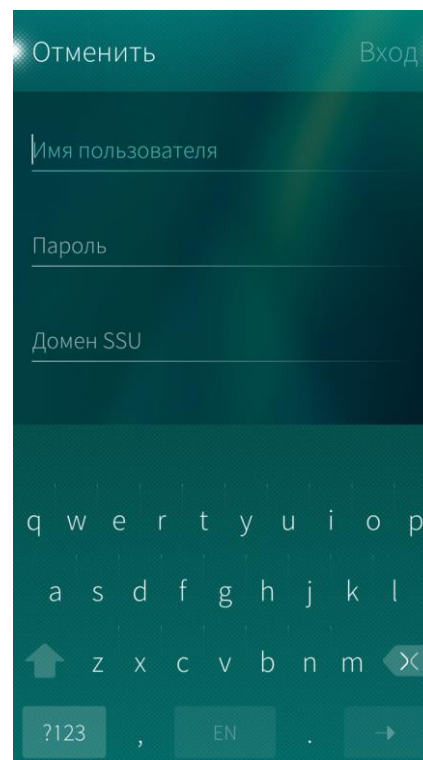 Отменить Вход
Имя пользователя
Пароль
Домен SSU
q w e r t y u i o p
a s d f g h j k l
z x c v b n m
?123 , EN .